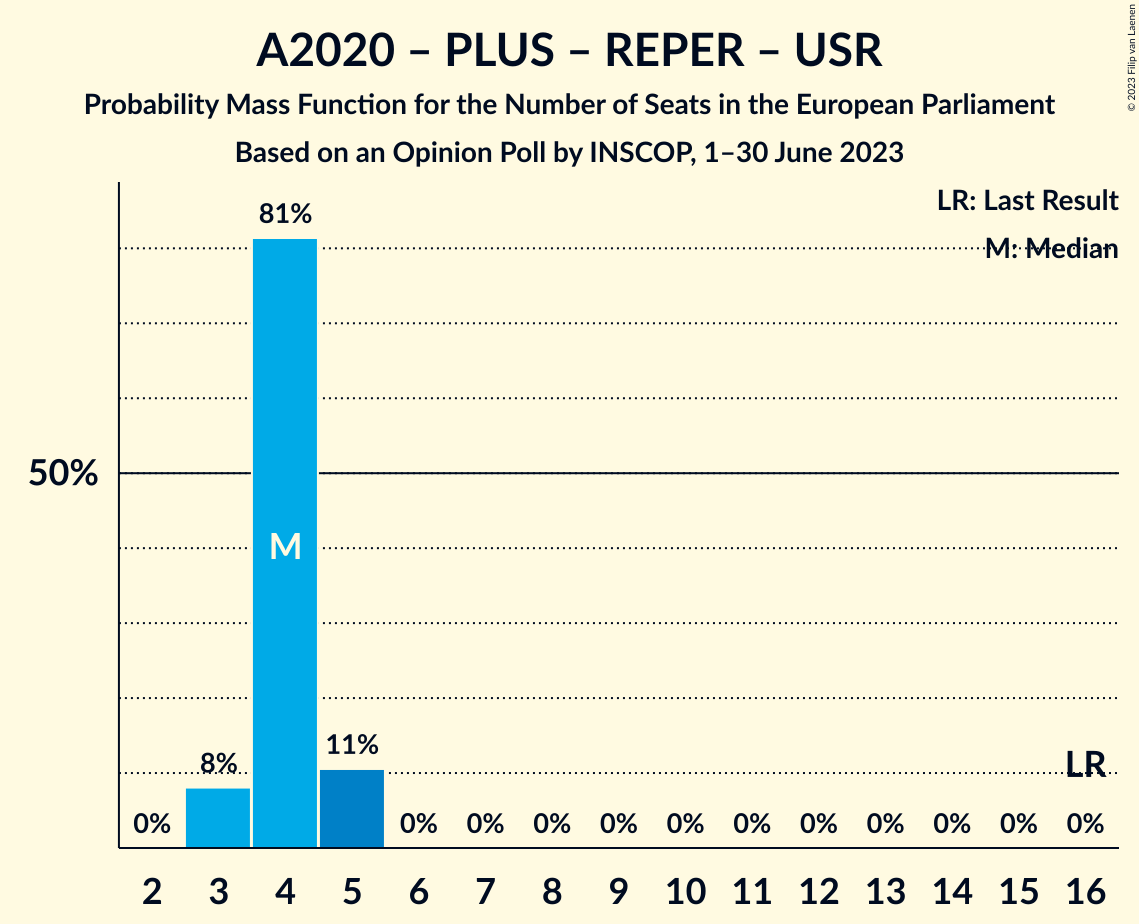 A2020 – PLUS – REPER – USR
Probability Mass Function for the Number of Seats in the European Parliament
Based on an Opinion Poll by INSCOP, 1–30 June 2023
© 2023 Filip van Laenen
LR: Last Result
M: Median
81%
50%
M
11%
8%
LR
0% 0% 0% 0% 0% 0% 0% 0% 0% 0% 0% 0%
2 3 4 5 6 7 8 9 10 11 12 13 14 15 16